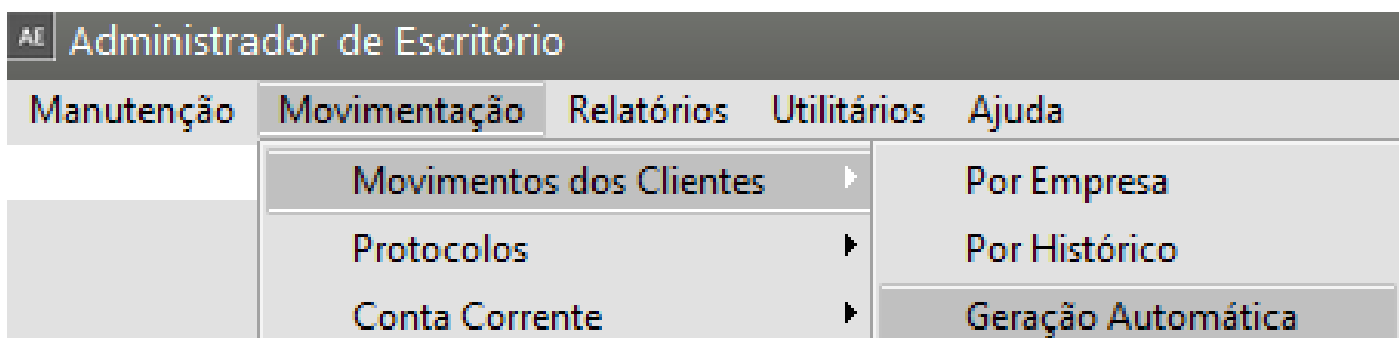 AE Administrador de Escritório
Manutenção Movimentação Relatórios Utilitários Ajuda
Movimentos dos Clientes Por Empresa
Protocolos Por Histórico
Conta Corrente Geração Automática